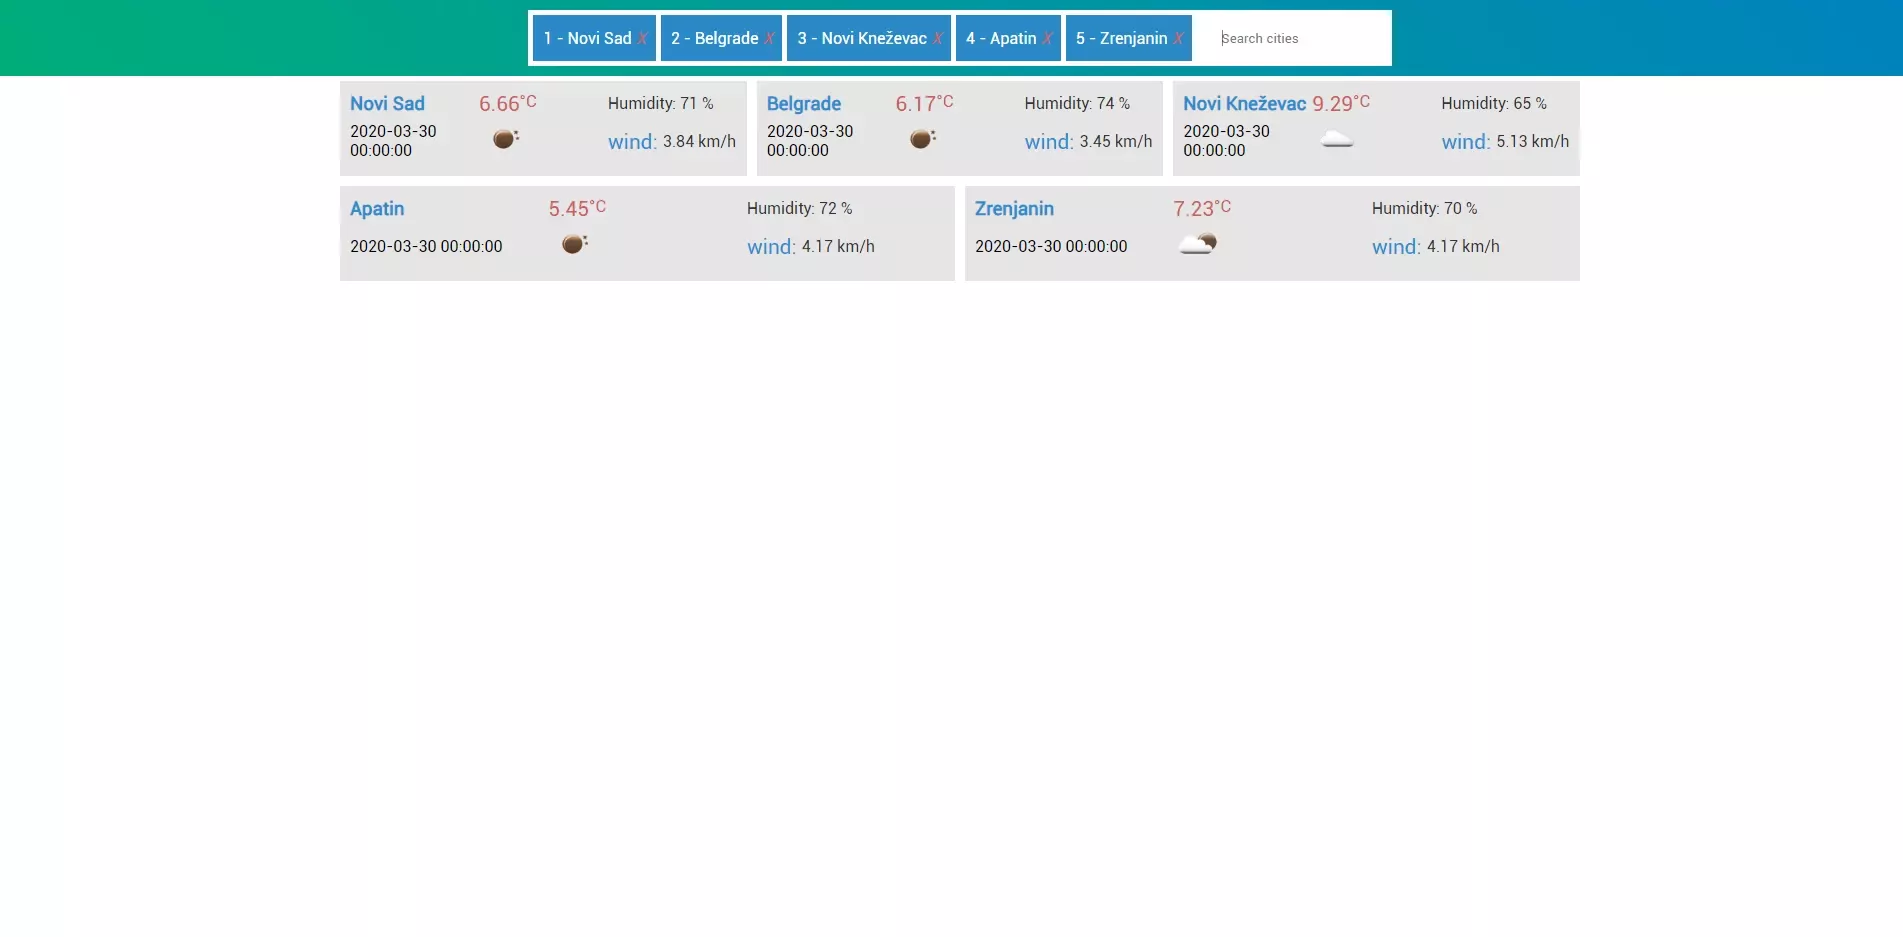 1 - Novi Sad X 2 - Belgrade X 3 - Novi Kneževac X 4 - Apatin X 5 - Zrenjanin X Search cities
Novi Sad 6.66°C Humidity: 71 %
2020-03-30
00:00:00
wind: 3.84 km/h
Belgrade 6.17°C Humidity: 74 %
2020-03-30
00:00:00
wind: 3.45 km/h
Novi Kneževac 9.29°C Humidity: 65 %
2020-03-30
00:00:00
wind: 5.13 km/h
Apatin 5.45°C Humidity: 72 %
2020-03-30 00:00:00 wind: 4.17 km/h
Zrenjanin 7.23°C Humidity: 70 %
2020-03-30 00:00:00 wind: 4.17 km/h